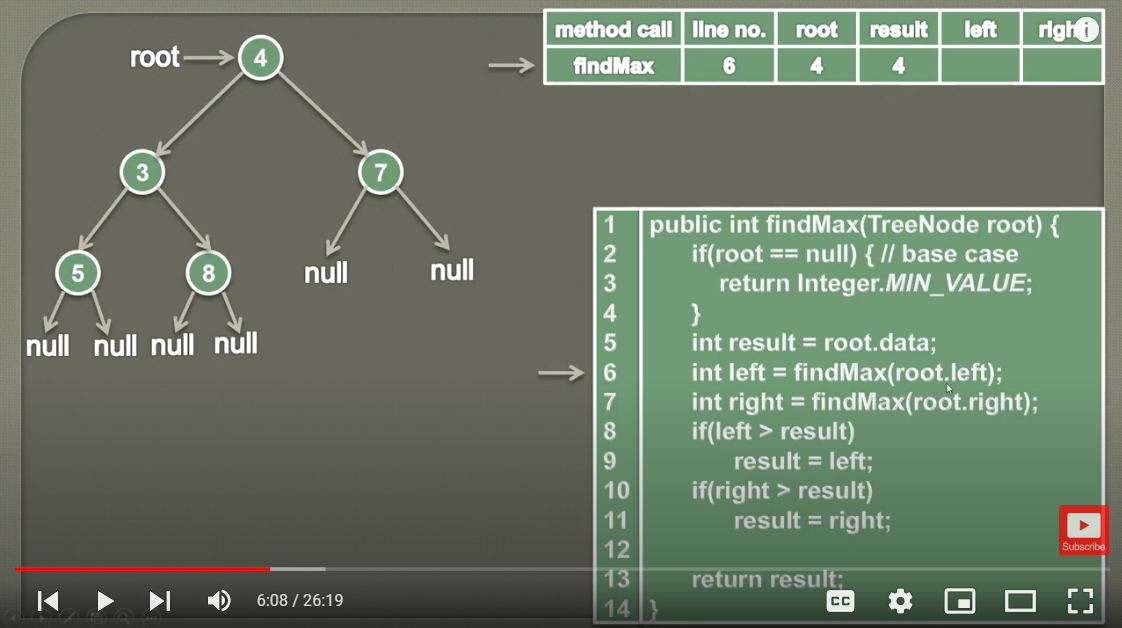 root 4
method call line no. root result left righ
findMax 6 4 4
3 7
5 8 null null
null null null null
1 public int findMax(TreeNode root) {
2 if(root == null) { // base case
3 return Integer.MIN_VALUE;
4 }
5 int result = root.data;
6 int left = findMax(root.left);
7 int right = findMax(root.right);
8 if(left > result)
9 result = left;
10 if(right > result)
11 result = right;
12
13 return result;
14 }
Subscribe
6:08 / 26:19
CC